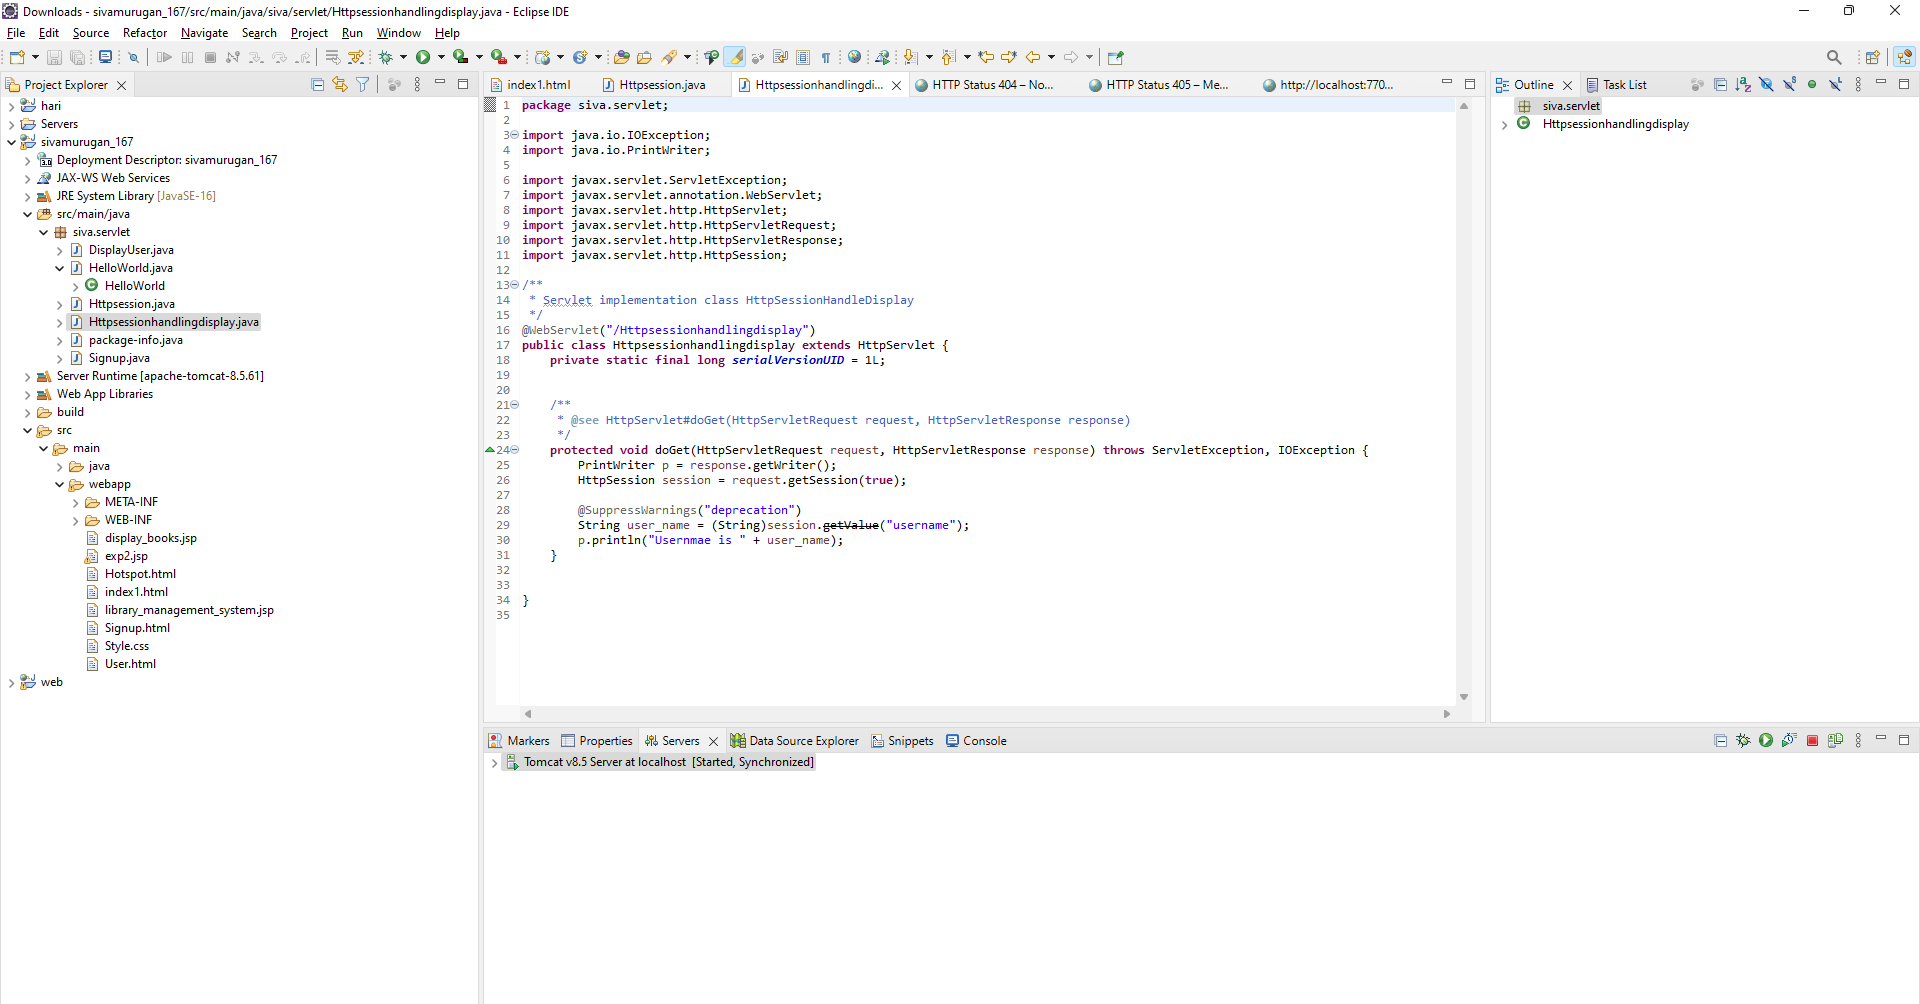 Downloads - sivamurugan_167/src/main/java/siva/servlet/Httpsessionhandlingdisplay.java - Eclipse IDE
File Edit Source Refactor Navigate Search Project Run Window Help
Project Explorer
hari
Servers
sivamurugan_167
3.0 Deployment Descriptor: sivamurugan_167
JAX-WS Web Services
JRE System Library [JavaSE-16]
src/main/java
siva.servlet
DisplayUser.java
HelloWorld.java
HelloWorld
Httpsession.java
Httpsessionhandlingdisplay.java
package-info.java
Signup.java
Server Runtime [apache-tomcat-8.5.61]
Web App Libraries
build
src
main
java
webapp
META-INF
WEB-INF
display_books.jsp
exp2.jsp
Hotspot.html
index1.html
library_management_system.jsp
Signup.html
Style.css
User.html
web
index1.html Httpsession.java Httpsessionhandlingdi... HTTP Status 404 – No... HTTP Status 405 – Me... http://localhost:770...
1 package siva.servlet;
2
3 import java.io.IOException;
4 import java.io.PrintWriter;
5
6 import javax.servlet.ServletException;
7 import javax.servlet.annotation.WebServlet;
8 import javax.servlet.http.HttpServlet;
9 import javax.servlet.http.HttpServletRequest;
10 import javax.servlet.http.HttpServletResponse;
11 import javax.servlet.http.HttpSession;
12
13 /**
14 * Servlet implementation class HttpSessionHandleDisplay
15 */
16 @WebServlet("/Httpsessionhandlingdisplay")
17 public class Httpsessionhandlingdisplay extends HttpServlet {
18 private static final long serialVersionUID = 1L;
19
20
21 /**
22 * @see HttpServlet#doGet(HttpServletRequest request, HttpServletResponse response)
23 */
24 protected void doGet(HttpServletRequest request, HttpServletResponse response) throws ServletException, IOException {
25 PrintWriter p = response.getWriter();
26 HttpSession session = request.getSession(true);
27
28 @SuppressWarnings("deprecation")
29 String user_name = (String)session.getValue("username");
30 p.println("Usernmae is " + user_name);
31 }
32
33
34 }
35
Outline Task List
siva.servlet
Httpsessionhandlingdisplay
Markers Properties Servers Data Source Explorer Snippets Console
Tomcat v8.5 Server at localhost [Started, Synchronized]